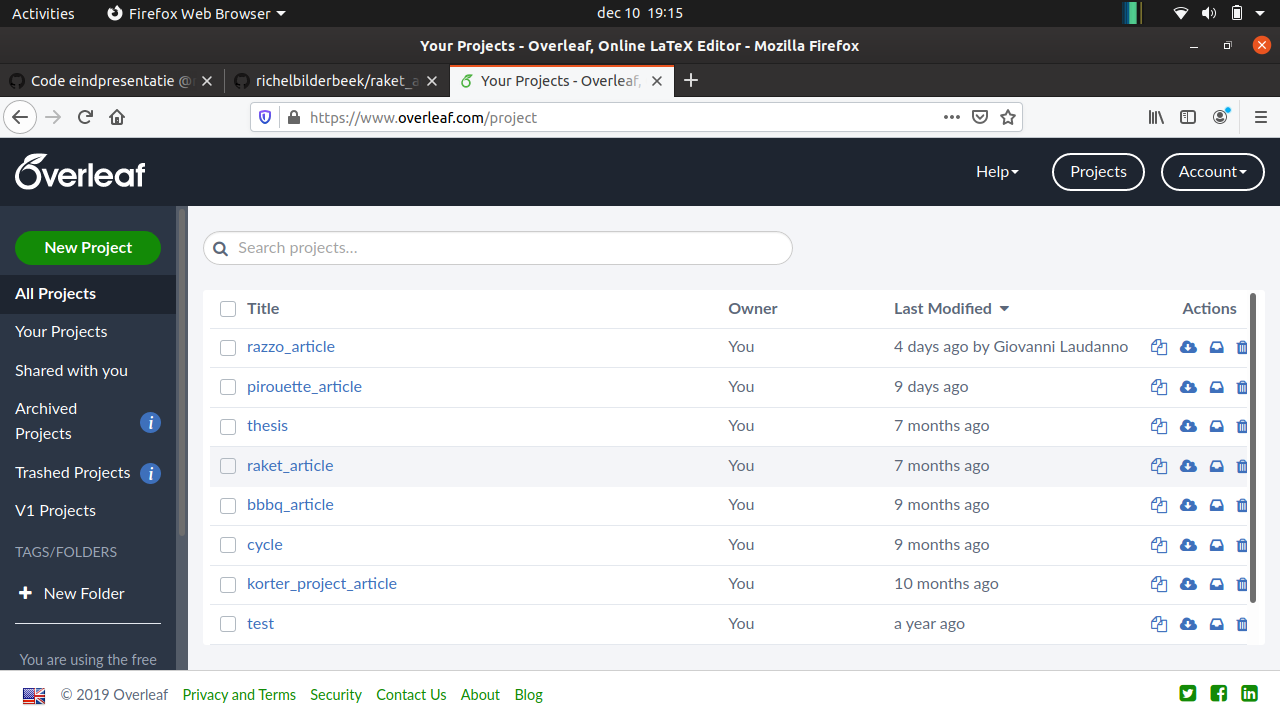 Activities Firefox Web Browser dec 10 19:15
Your Projects - Overleaf, Online LaTeX Editor - Mozilla Firefox
Code eindpresentatie @ richelbilderbeek/raket_a Your Projects - Overleaf,
https://www.overleaf.com/project
Overleaf Help Projects Account
New Project
Search projects...
All Projects
Your Projects
Shared with you
Archived
Projects
i
Trashed Projects i
V1 Projects
TAGS/FOLDERS
New Folder
You are using the free
Title Owner Last Modified Actions
razzo_article You 4 days ago by Giovanni Laudanno
pirouette_article You 9 days ago
thesis You 7 months ago
raket_article You 7 months ago
bbbq_article You 9 months ago
cycle You 9 months ago
korter_project_article You 10 months ago
test You a year ago
© 2019 Overleaf Privacy and Terms Security Contact Us About Blog